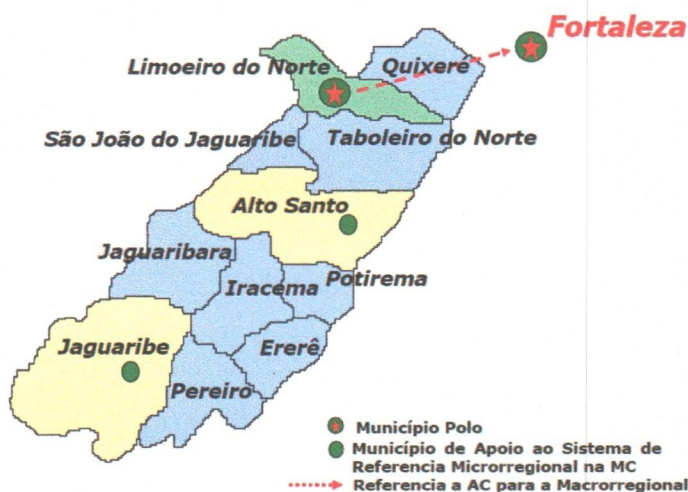 Fortaleza
Limoeiro do Norte
Quixeré
São João do Jaguaribe
Taboleiro do Norte
Alto Santo
Jaguaribara
Iracema
Potirema
Jaguaribe
Ererê
Pereiro
Município Polo
Município de Apoio ao Sistema de
Referencia Microrregional na MC
Referencia a AC para a Macrorregional